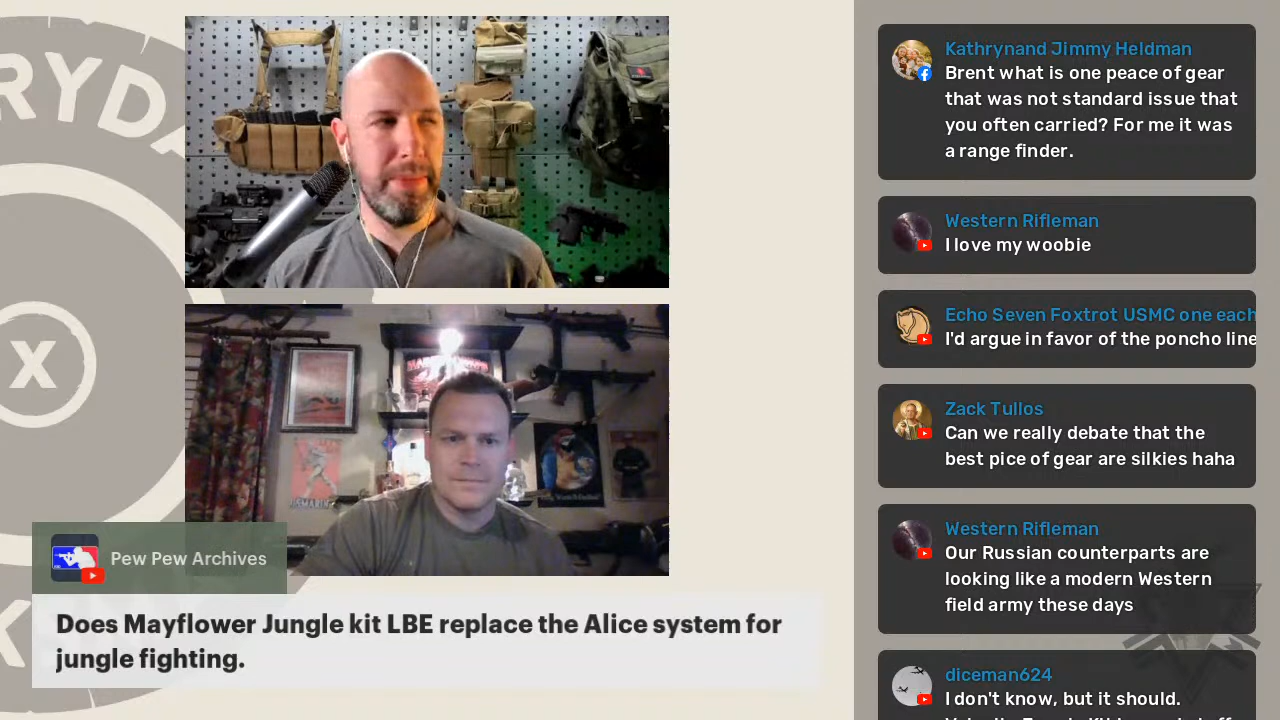 RYDA
X
Pew Pew Archives
Does Mayflower Jungle kit LBE replace the Alice system for
jungle fighting.
Kathrynand Jimmy Heldman
Brent what is one peace of gear
that was not standard issue that
you often carried? For me it was
a range finder.
Western Rifleman
I love my woobie
Echo Seven Foxtrot USMC one each
I'd argue in favor of the poncho line
Zack Tullos
Can we really debate that the
best pice of gear are silkies haha
Western Rifleman
Our Russian counterparts are
looking like a modern Western
field army these days
diceman624
I don't know, but it should.